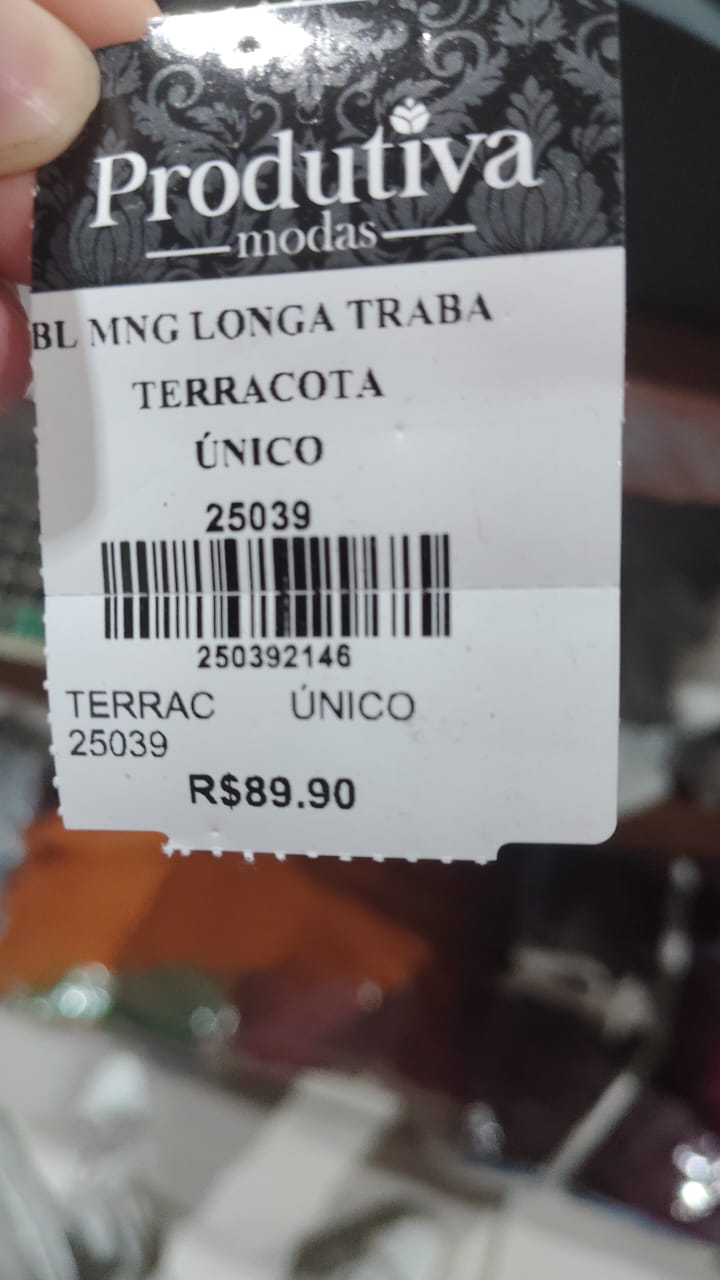 Produtiva
modas
BL MNG LONGA TRABA
TERRACOTA
ÚNICO
25039
250392146
TERRAC ÚNICO
25039
R$89.90